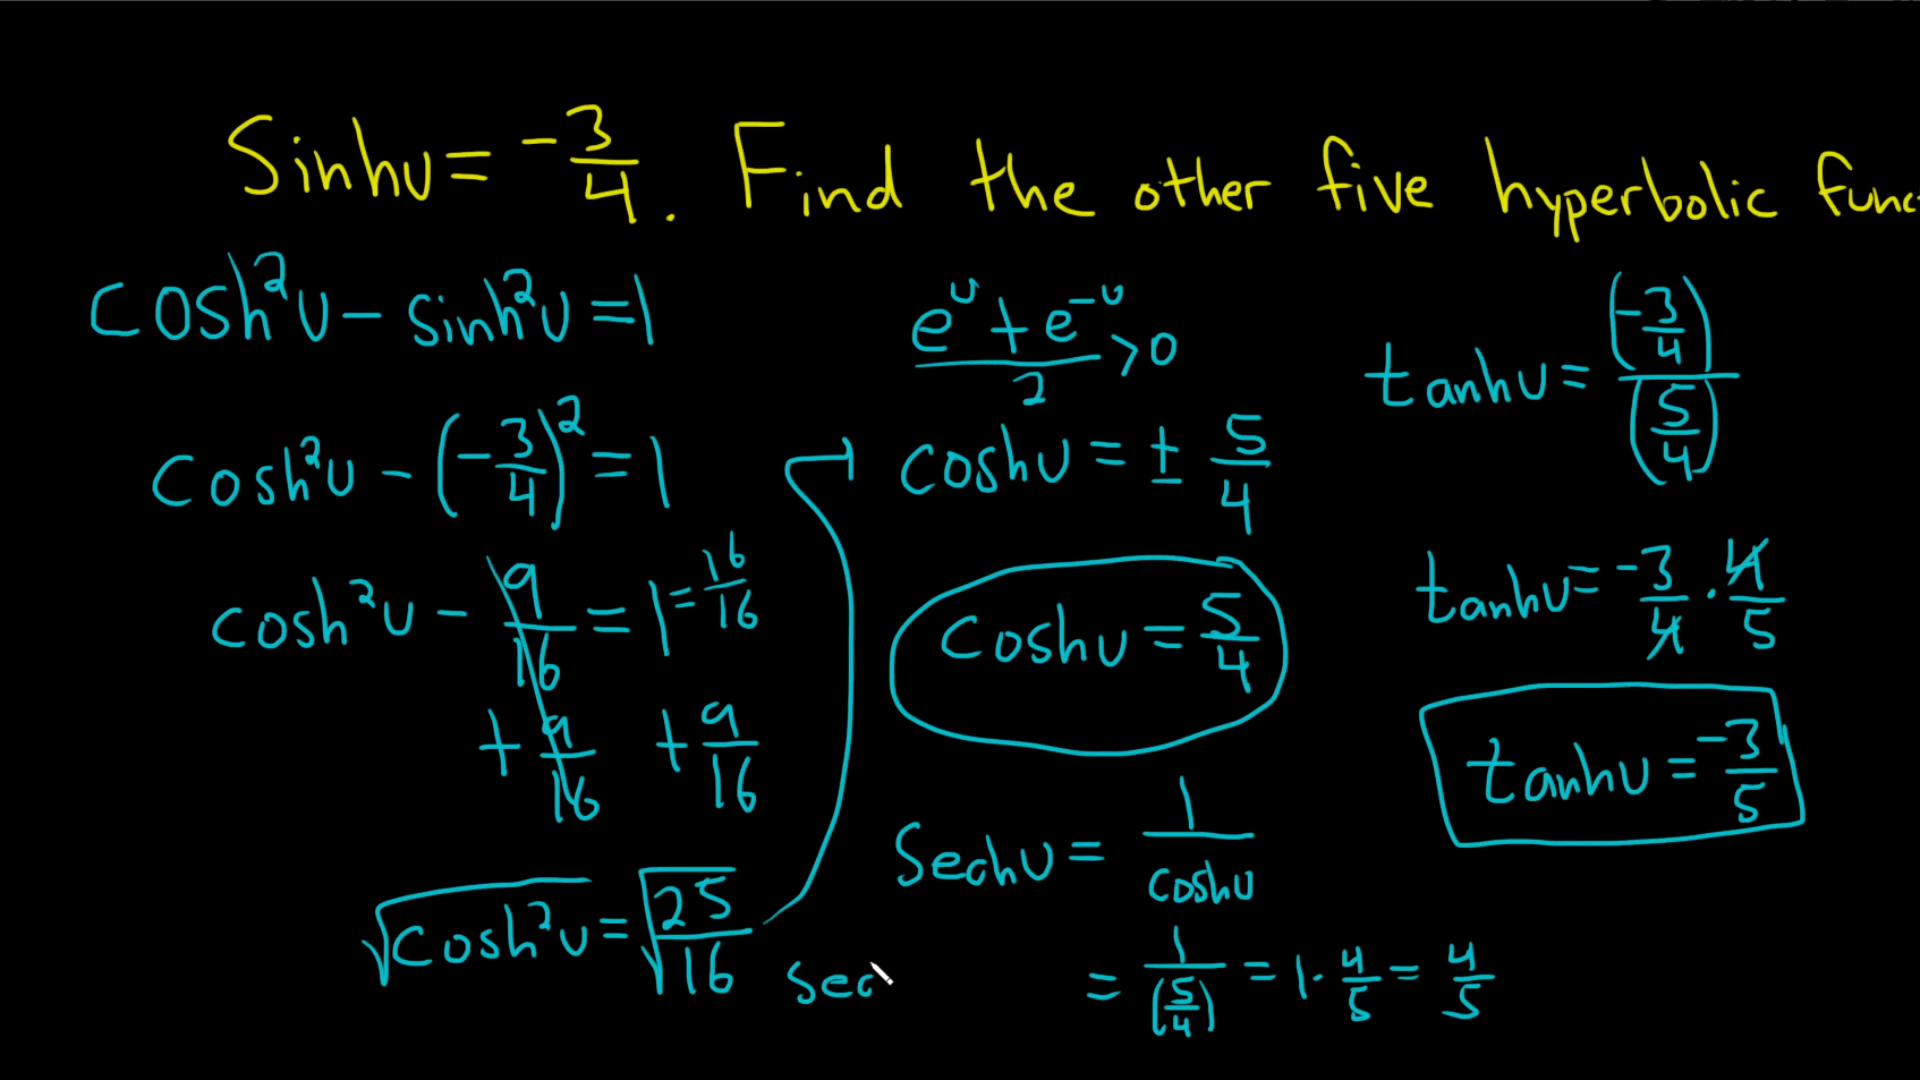 Sinhu = -3/4. Find the other five hyperbolic func
cosh²u - sinh²u = 1
cosh²u - (-3/4)² = 1
cosh²u - 9/16 = 1 = 16/16
+ 9/16 + 9/16
√cosh²u = √25/16
e^u + e^-u / 2 > 0
coshu = ± 5/4
coshu = 5/4
Sechu = 1/coshu
sec = 1/(5/4) = 1 · 4/5 = 4/5
tanhu = (-3/4)/(5/4)
tanhu = -3/4 · 4/5
tanhu = -3/5